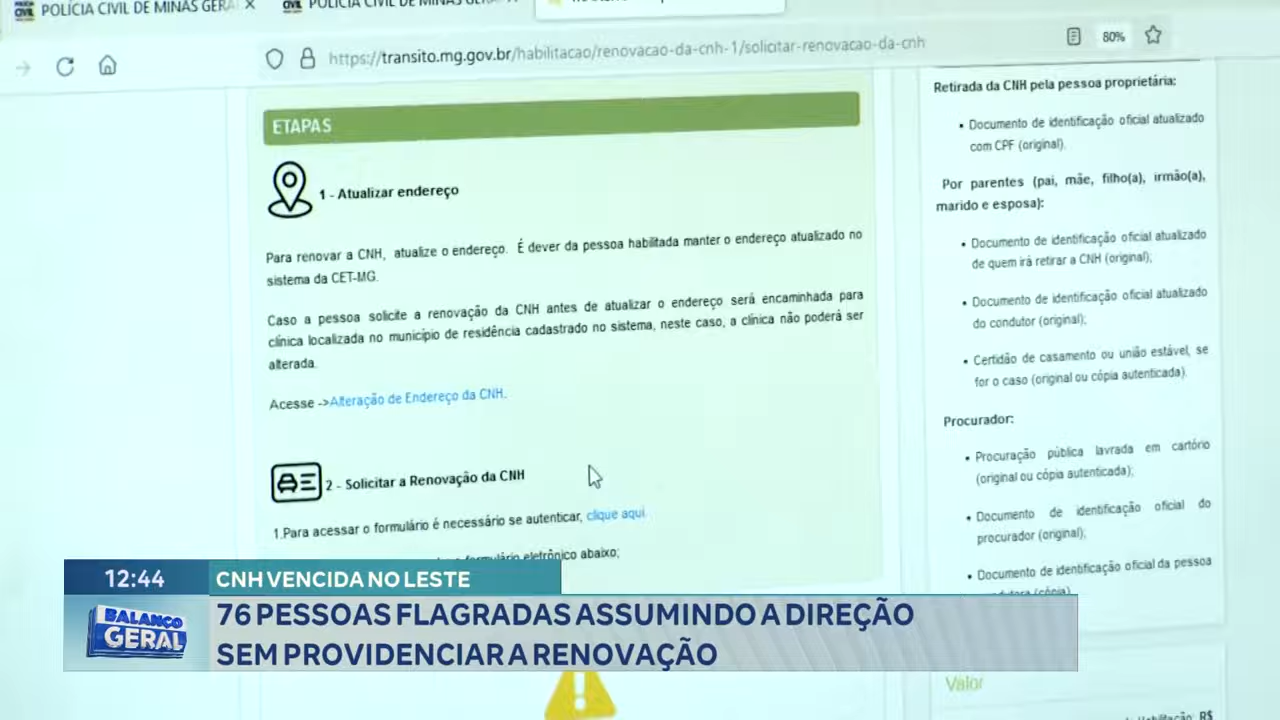 POLÍCIA CIVIL DE MINAS GERA
POLÍCIA CIVIL DE MINAS GERA
https://transito.mg.gov.br/habilitacao/renovacao-da-cnh-1/solicitar-renovacao-da-cnh
80%
ETAPAS
1 - Atualizar endereço
Para renovar a CNH, atualize o endereço. É dever da pessoa habilitada manter o endereço atualizado no
sistema da CET-MG.
Caso a pessoa solicite a renovação da CNH antes de atualizar o endereço será encaminhada para
clínica localizada no município de residência cadastrado no sistema, neste caso, a clínica não poderá ser
alterada.
Acesse ->Alteração de Endereço da CNH.
2 - Solicitar a Renovação da CNH
1.Para acessar o formulário é necessário se autenticar, clique aqui.
formulário eletrônico abaixo;
Retirada da CNH pela pessoa proprietária:
• Documento de identificação oficial atualizado
com CPF (original).
Por parentes (pai, mãe, filho(a), irmão(a),
marido e esposa):
• Documento de identificação oficial atualizado
de quem irá retirar a CNH (original);
• Documento de identificação oficial atualizado
do condutor (original);
• Certidão de casamento ou união estável, se
for o caso (original ou cópia autenticada).
Procurador:
• Procuração pública lavrada em cartório
(original ou cópia autenticada);
• Documento de identificação oficial do
procurador (original);
• Documento de identificação oficial da pessoa
(cópia)
Valor
R$
12:44
CNH VENCIDA NO LESTE
BALANÇO
GERAL
76 PESSOAS FLAGRADAS ASSUMINDO A DIREÇÃO
SEM PROVIDENCIAR A RENOVAÇÃO